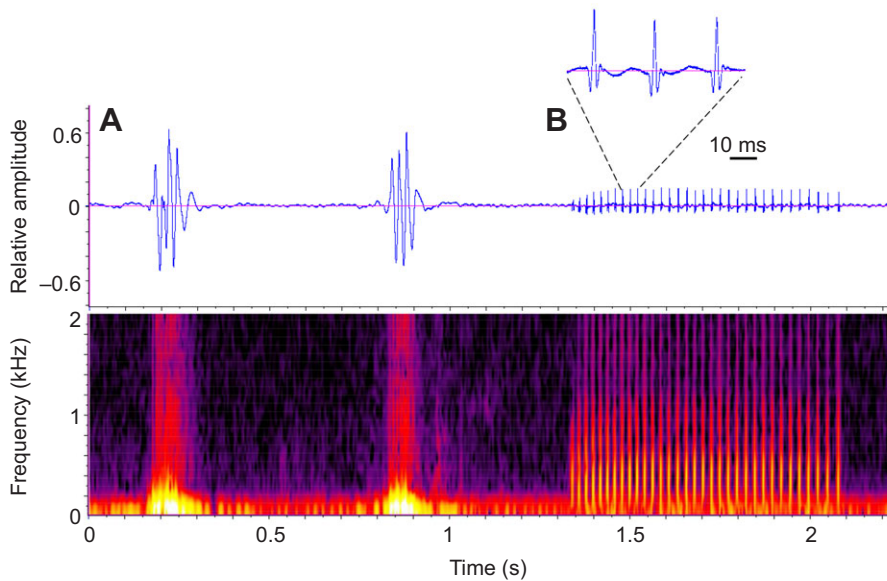 A
B
10 ms
Relative amplitude
0.6
0
–0.6
Frequency (kHz)
2
1
0
0 0.5 1 1.5 2
Time (s)